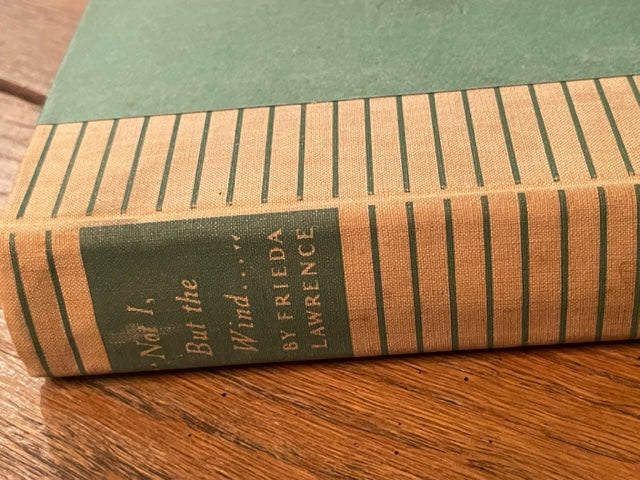 "Not I,
But the
Wind...."
BY FRIEDA
LAWRENCE